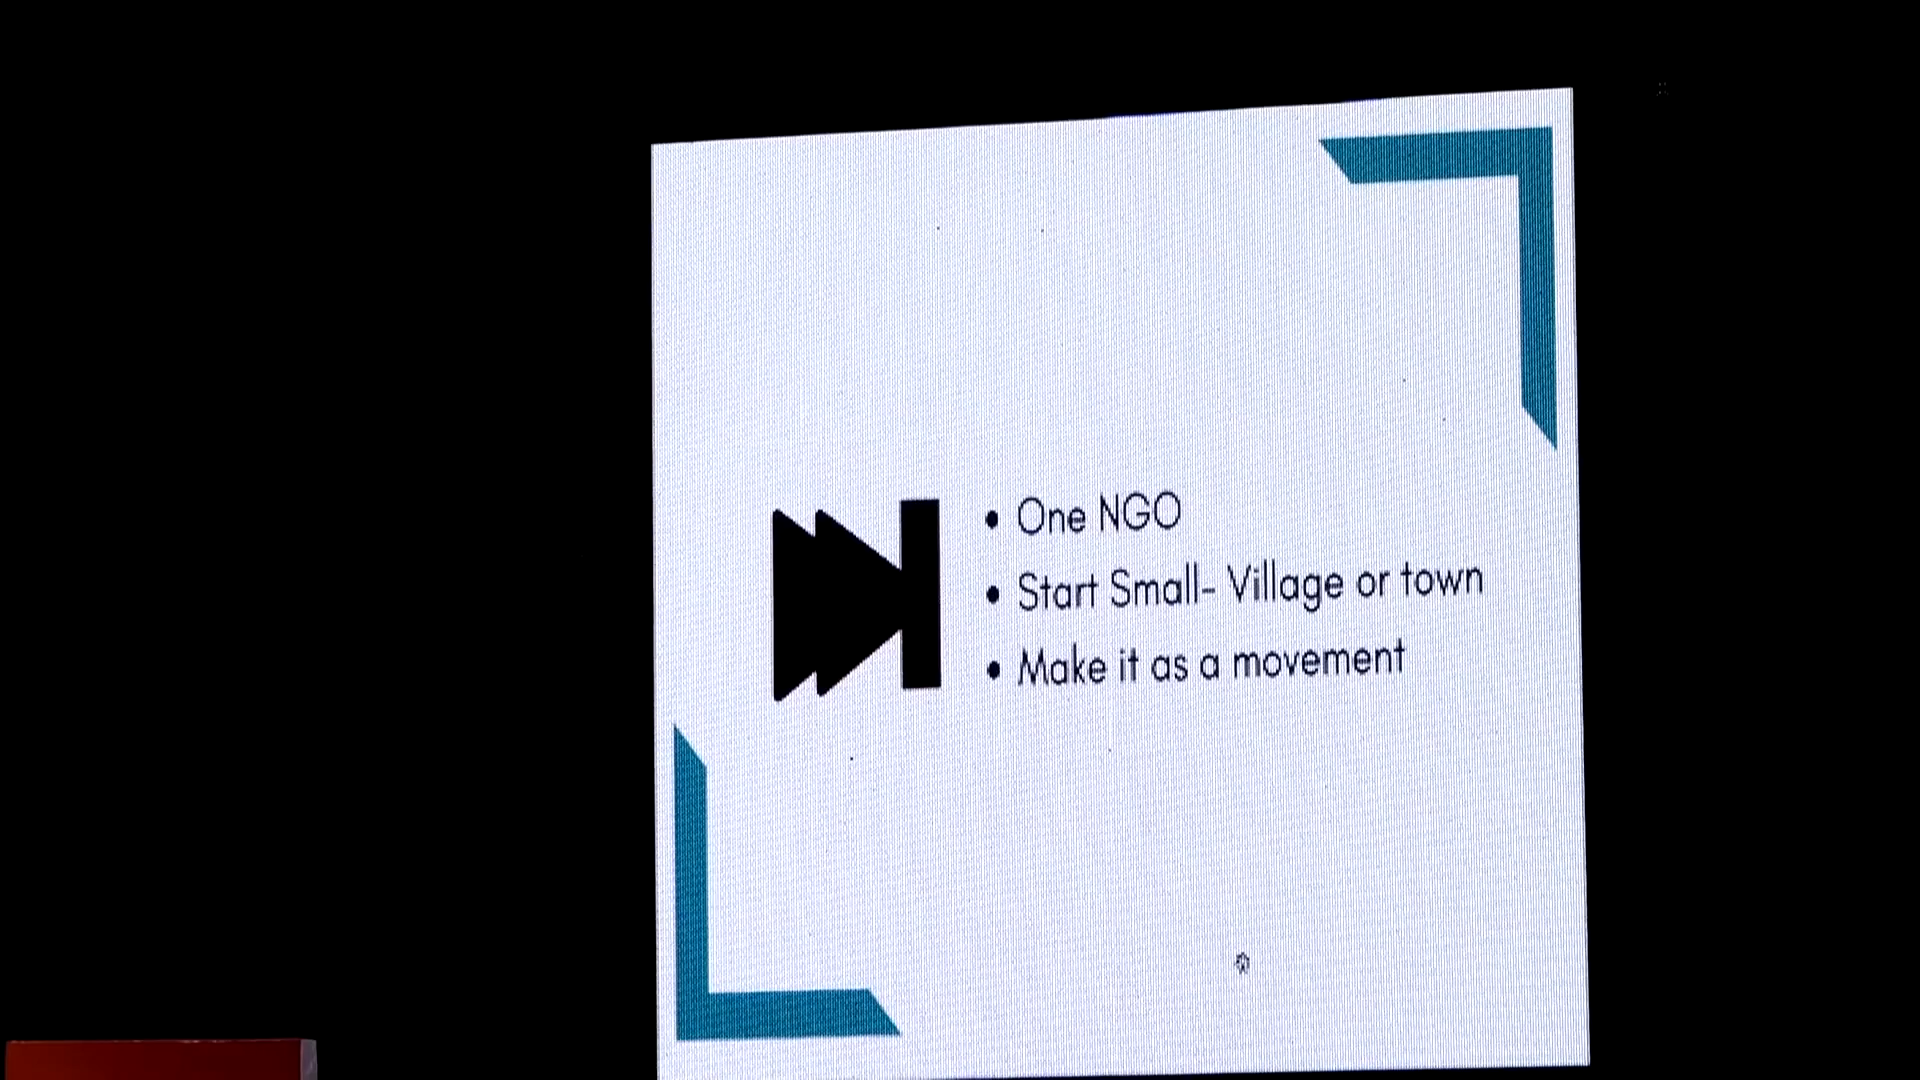 • One NGO
• Start Small- Village or town
• Make it as a movement